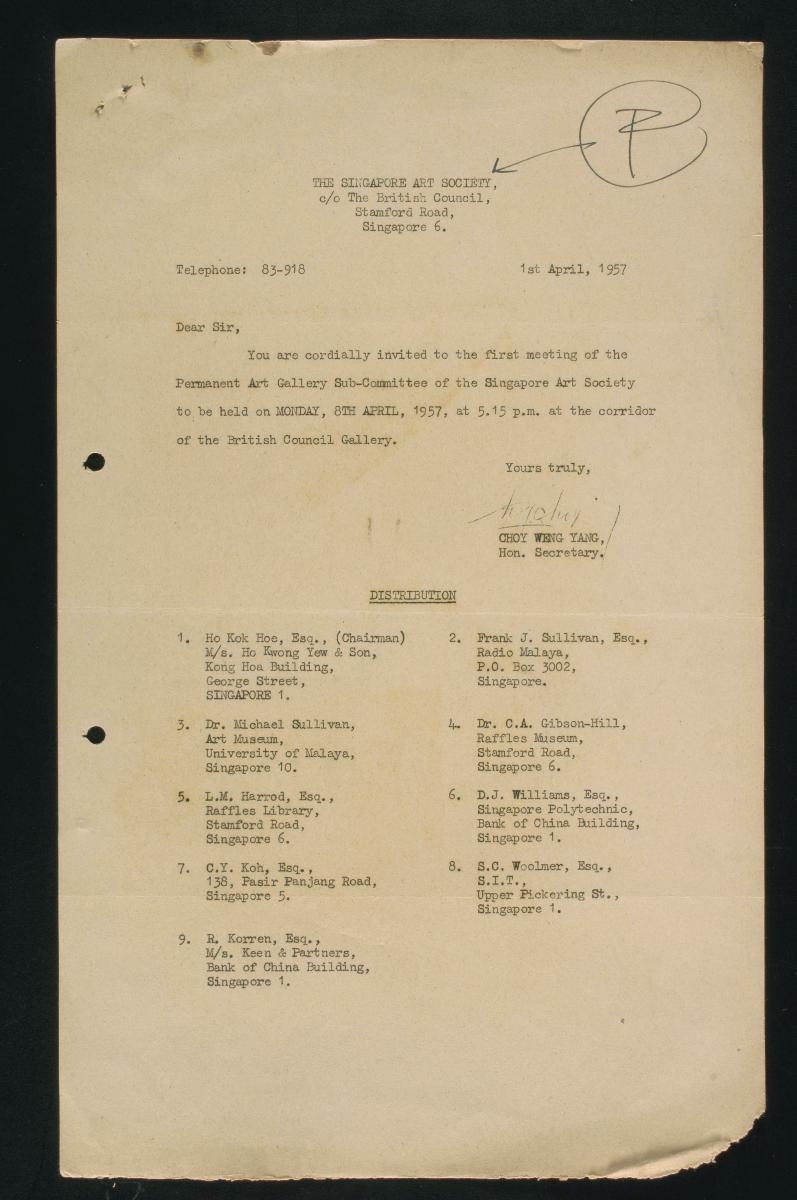 THE SINGAPORE ART SOCIETY,
c/o The British Council,
Stamford Road,
Singapore 6.
Telephone: 83-918
1st April, 1957
Dear Sir,
You are cordially invited to the first meeting of the
Permanent Art Gallery Sub-Committee of the Singapore Art Society
to be held on MONDAY, 8TH APRIL, 1957, at 5.15 p.m. at the corridor
of the British Council Gallery.
Yours truly,
CHOY WENG YANG,
Hon. Secretary.
DISTRIBUTION
1. Ho Kok Hoe, Esq., (Chairman)
M/s. Ho Kwong Yew & Son,
Kong Hoa Building,
George Street,
SINGAPORE 1.
2. Frank J. Sullivan, Esq.,
Radio Malaya,
P.O. Box 3002,
Singapore.
3. Dr. Michael Sullivan,
Art Museum,
University of Malaya,
Singapore 10.
4. Dr. C.A. Gibson-Hill,
Raffles Museum,
Stamford Road,
Singapore 6.
5. L.M. Harrod, Esq.,
Raffles Library,
Stamford Road,
Singapore 6.
6. D.J. Williams, Esq.,
Singapore Polytechnic,
Bank of China Building,
Singapore 1.
7. C.Y. Koh, Esq.,
138, Pasir Panjang Road,
Singapore 5.
8. S.C. Woolmer, Esq.,
S.I.T.,
Upper Pickering St.,
Singapore 1.
9. R. Korren, Esq.,
M/s. Keen & Partners,
Bank of China Building,
Singapore 1.